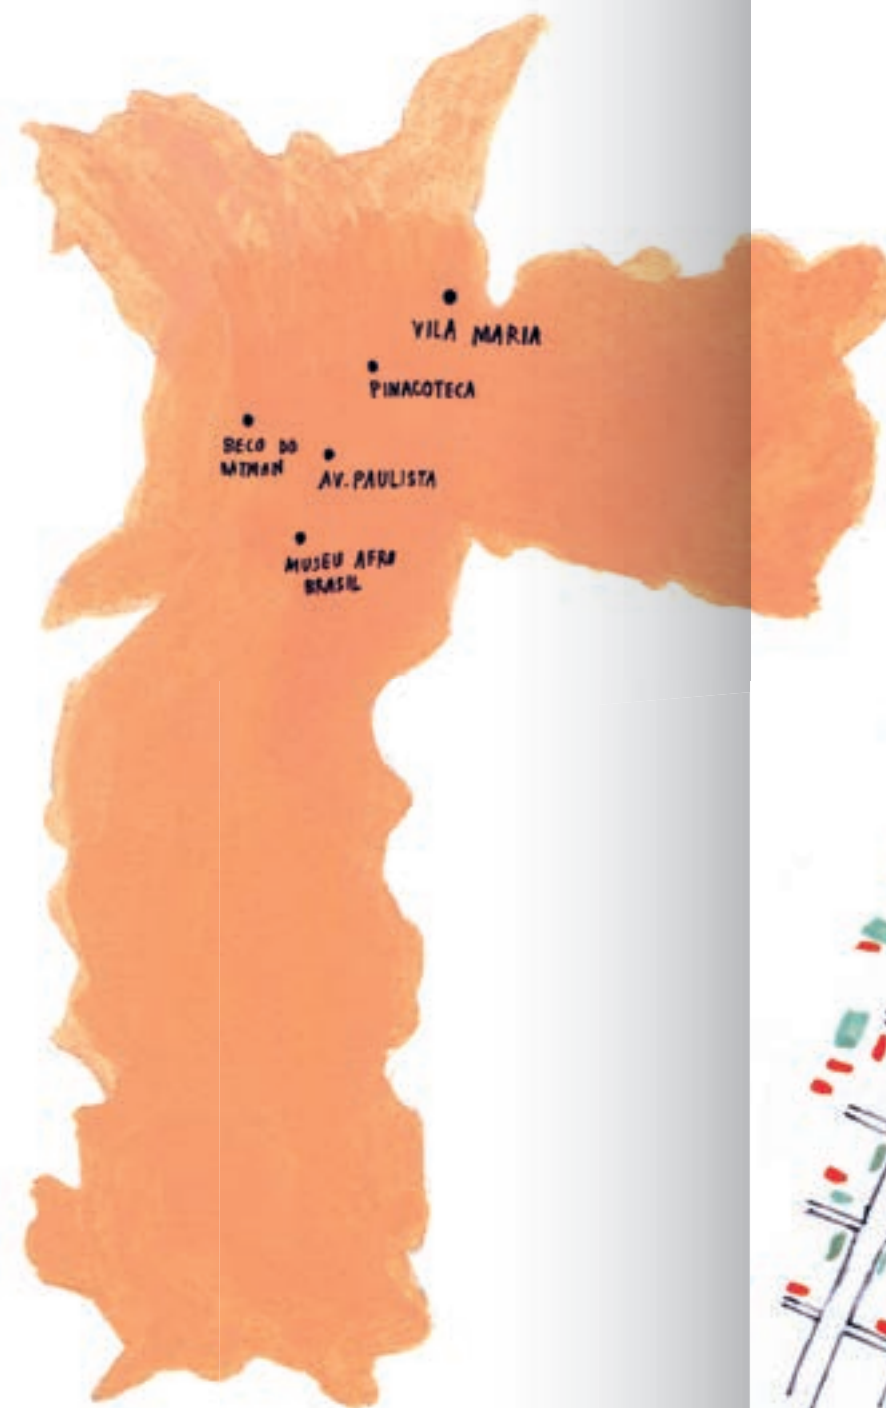 VILA MARIA
PINACOTECA
BECO DO
BATMAN
AV. PAULISTA
MUSEU AFRO
BRASIL